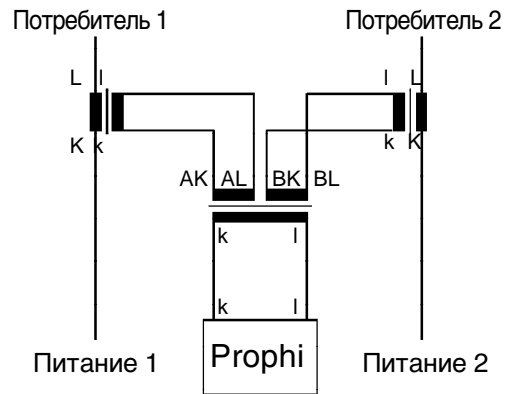 Потребитель 1 Потребитель 2
L l l L
K k k K
AK AL BK BL
k l
k l
Prophi
Питание 1 Питание 2